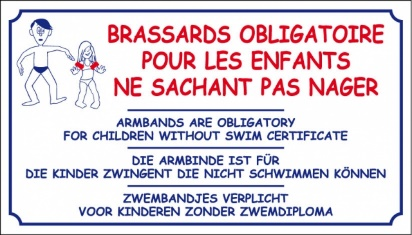 BRASSARDS OBLIGATOIRE
POUR LES ENFANTS
NE SACHANT PAS NAGER
ARMBANDS ARE OBLIGATORY
FOR CHILDREN WITHOUT SWIM CERTIFICATE
DIE ARMBINDE IST FÜR
DIE KINDER ZWINGENT DIE NICHT SCHWIMMEN KÖNNEN
ZWEMBANDJES VERPLICHT
VOOR KINDEREN ZONDER ZWEMDIPLOMA